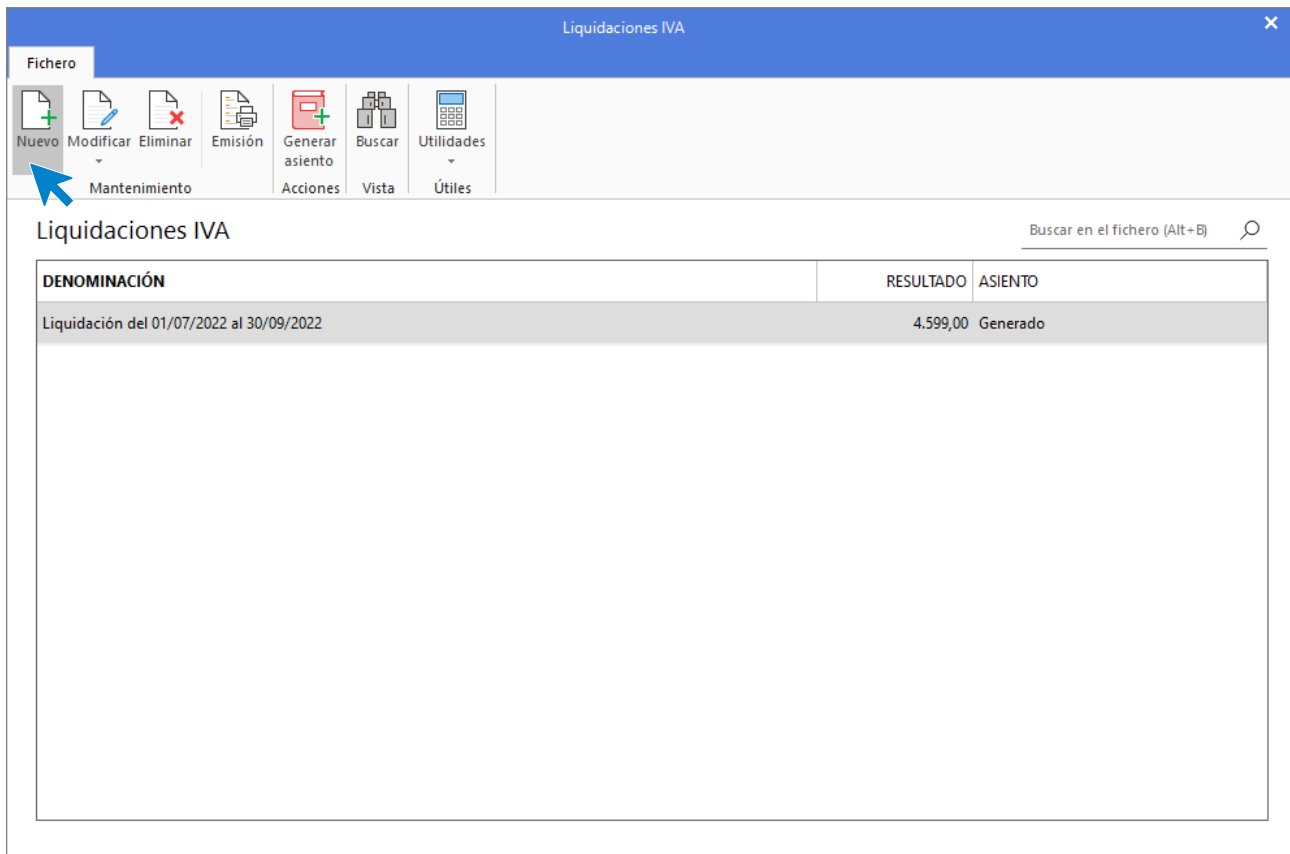 Liquidaciones IVA
Fichero
Nuevo Modificar Eliminar Emisión Generar asiento Buscar Utilidades
Mantenimiento Acciones Vista Útiles
Liquidaciones IVA
Buscar en el fichero (Alt+B)
DENOMINACIÓN RESULTADO ASIENTO
Liquidación del 01/07/2022 al 30/09/2022 4.599,00 Generado